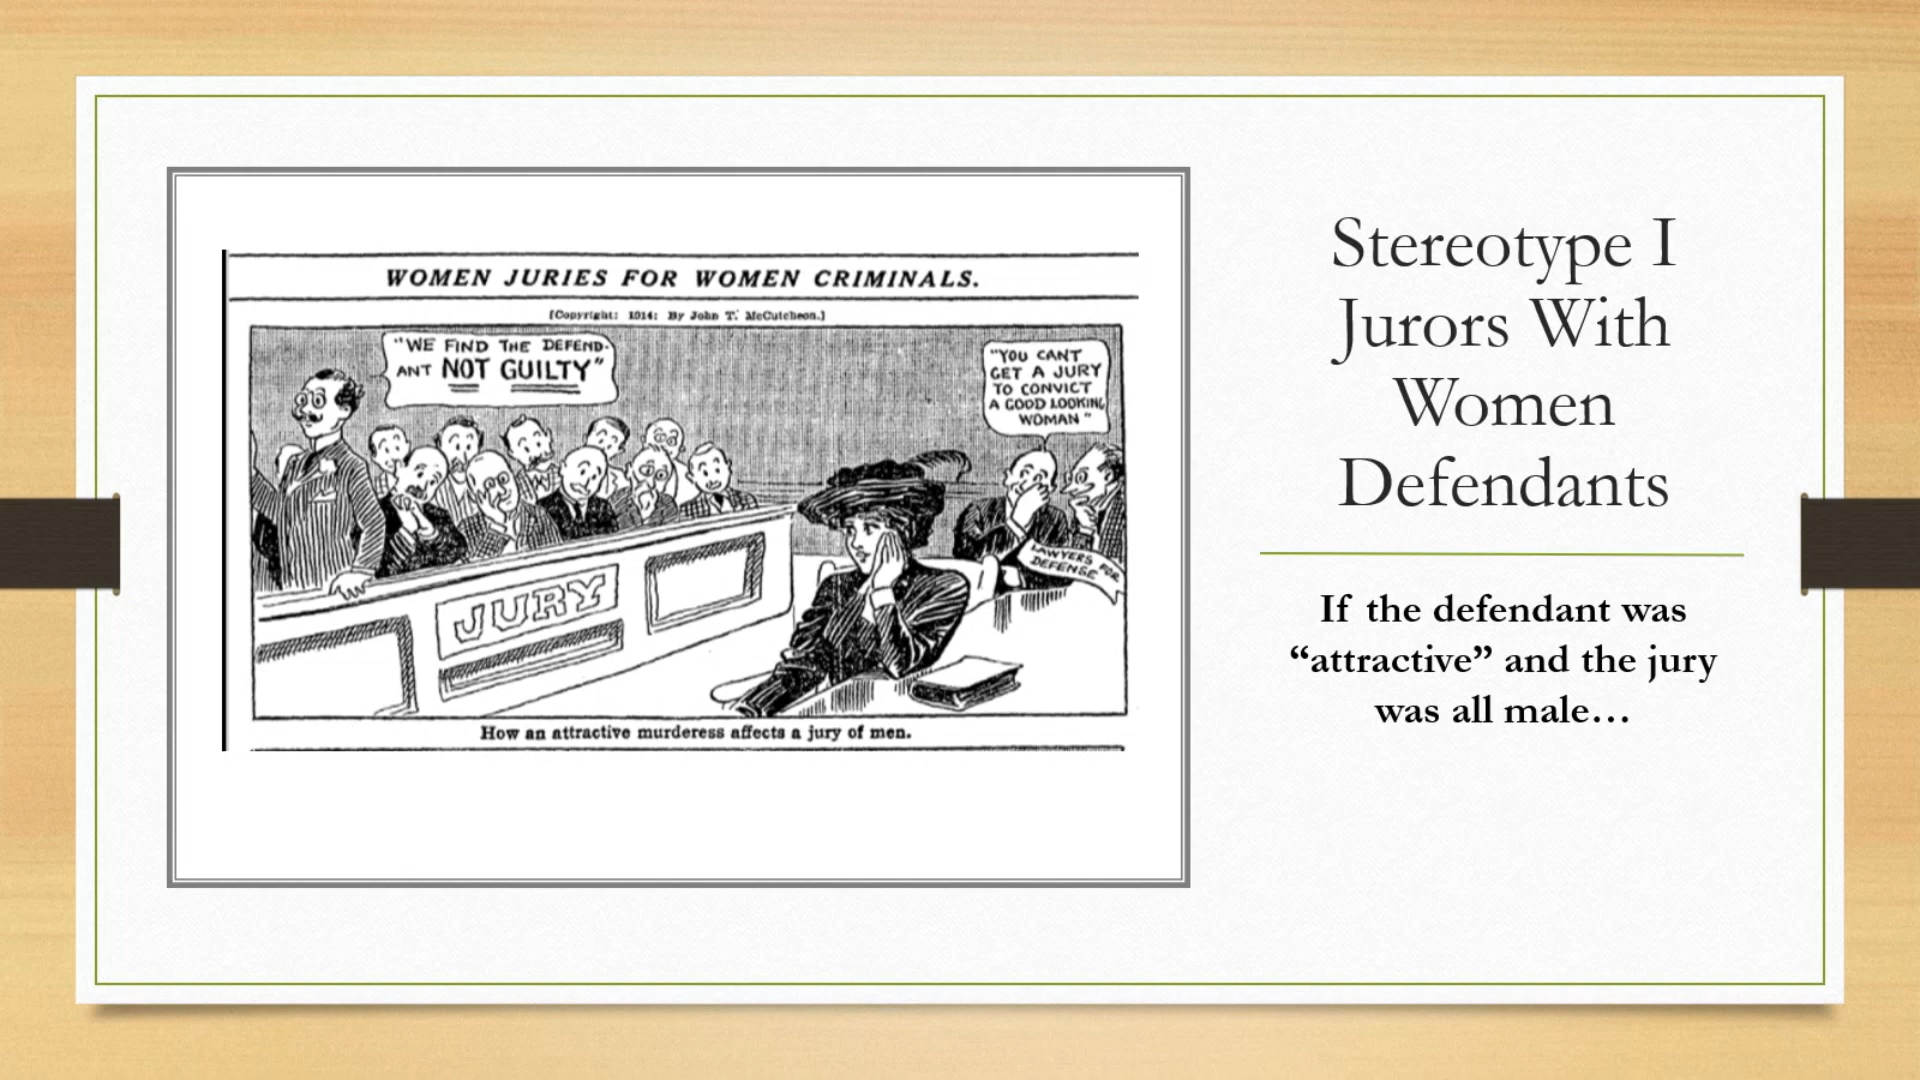 WOMEN JURIES FOR WOMEN CRIMINALS.
[Copyright: 1914: By John T. McCutcheon.]
"WE FIND THE DEFEND-
ANT NOT GUILTY"
"YOU CANT
GET A JURY
TO CONVICT
A GOOD LOOKING
WOMAN"
LAWYERS FOR
DEFENSE
JURY
How an attractive murderess affects a jury of men.
Stereotype I
Jurors With
Women
Defendants
If the defendant was
“attractive” and the jury
was all male…